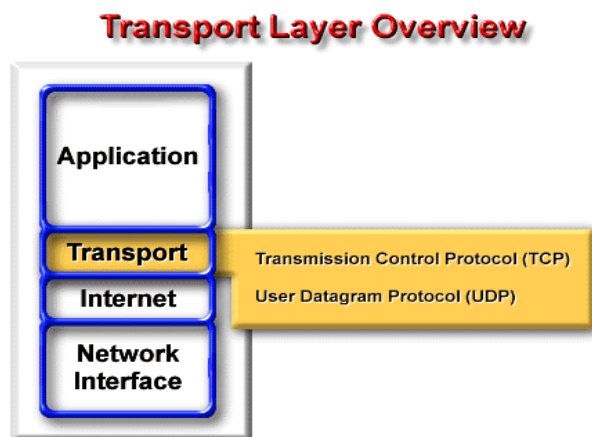 Transport Layer Overview
Application
Transport
Transmission Control Protocol (TCP)
User Datagram Protocol (UDP)
Internet
Network
Interface